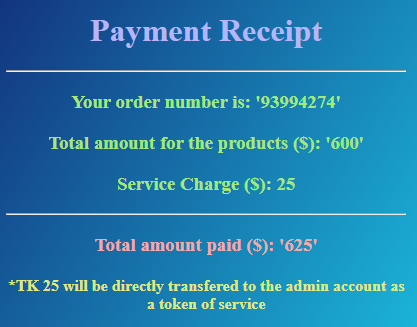 Payment Receipt
Your order number is: '93994274'
Total amount for the products ($): '600'
Service Charge ($): 25
Total amount paid ($): '625'
*TK 25 will be directly transfered to the admin account as
a token of service